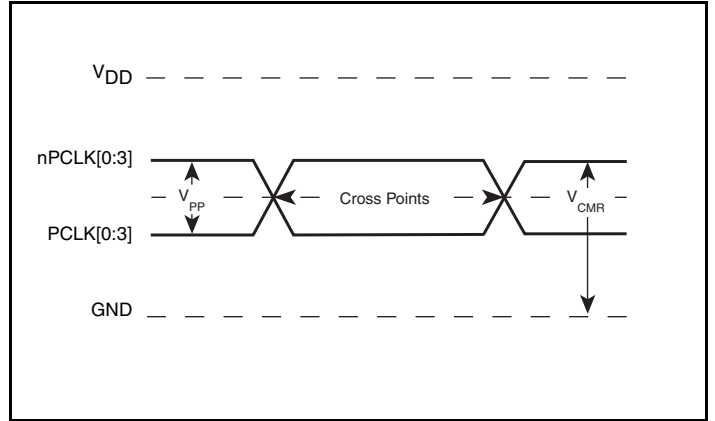 VDD
nPCLK[0:3]
VPP
Cross Points
VCMR
PCLK[0:3]
GND